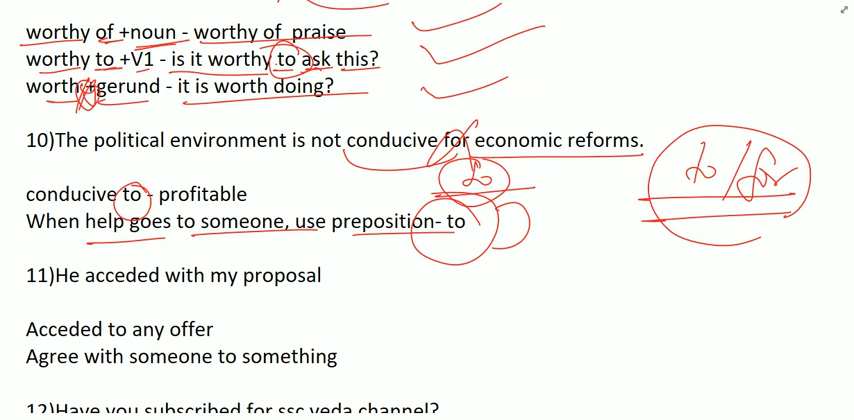 worthy of +noun - worthy of praise
worthy to +V1 - is it worthy to ask this?
worth +gerund - it is worth doing?
10)The political environment is not conducive for economic reforms.
to
to/for
conducive to - profitable
When help goes to someone, use preposition- to
11)He acceded with my proposal
Acceded to any offer
Agree with someone to something
12)Have you subscribed for ssc veda channel?